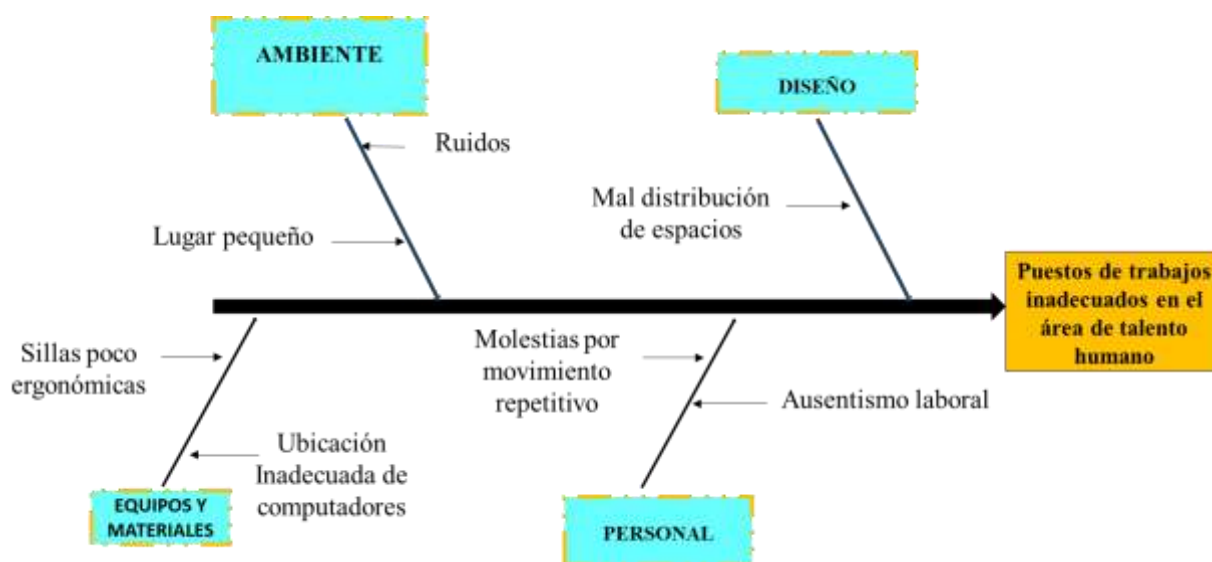 AMBIENTE
DISEÑO
Ruidos
Mal distribución
de espacios
Lugar pequeño
Puestos de trabajos
inadecuados en el
área de talento
humano
Sillas poco
ergonómicas
Molestias por
movimiento
repetitivo
Ausentismo laboral
Ubicación
Inadecuada de
computadores
EQUIPOS Y
MATERIALES
PERSONAL